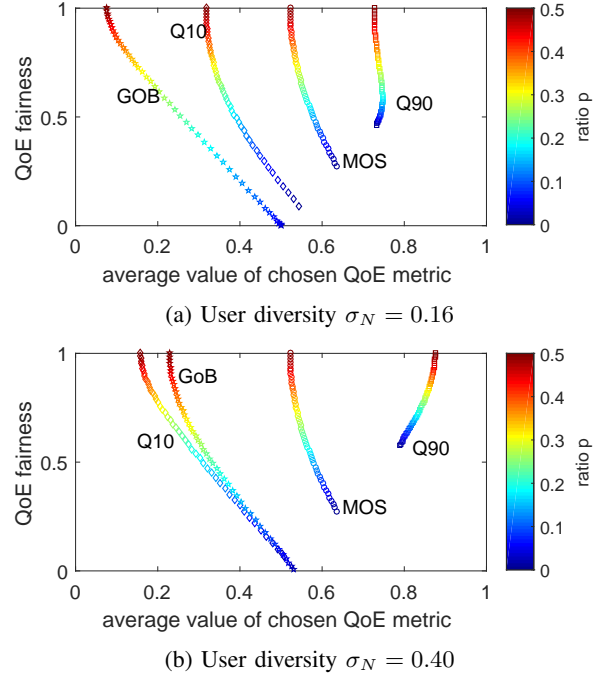 1
0.5
0
QoE fairness
Q10
GOB
Q90
MOS
0 0.2 0.4 0.6 0.8 1
average value of chosen QoE metric
0.5
0.4
0.3
0.2
0.1
0
ratio p
(a) User diversity σN = 0.16
1
0.5
0
QoE fairness
GoB
Q10
Q90
MOS
0 0.2 0.4 0.6 0.8 1
average value of chosen QoE metric
0.5
0.4
0.3
0.2
0.1
0
ratio p
(b) User diversity σN = 0.40